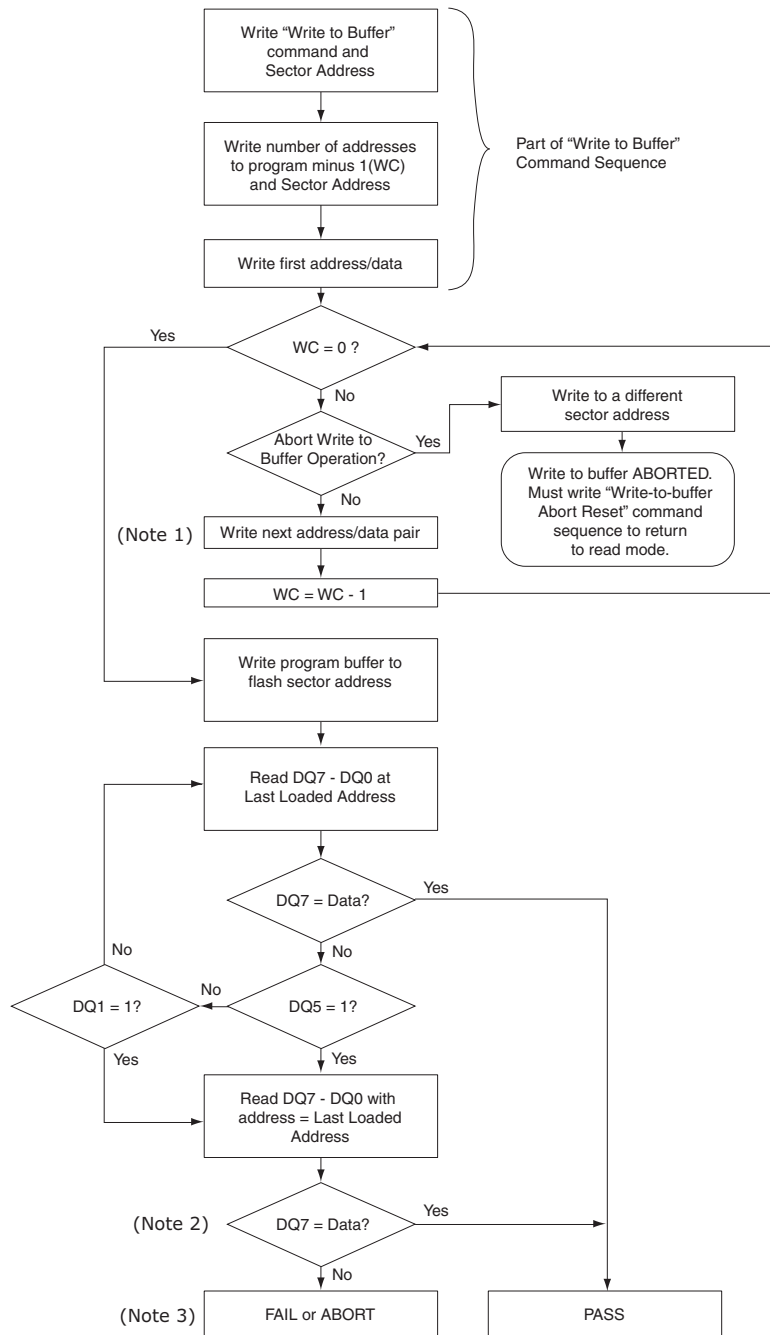 Write “Write to Buffer”
command and
Sector Address
Write number of addresses
to program minus 1(WC)
and Sector Address
Part of “Write to Buffer”
Command Sequence
Write first address/data
Yes
WC = 0 ?
No
Write to a different
sector address
Abort Write to
Buffer Operation?
Yes
No
Write to buffer ABORTED.
Must write “Write-to-buffer
Abort Reset” command
sequence to return
to read mode.
(Note 1)
Write next address/data pair
WC = WC - 1
Write program buffer to
flash sector address
Read DQ7 - DQ0 at
Last Loaded Address
DQ7 = Data?
Yes
No
No
DQ1 = 1?
No
DQ5 = 1?
Yes
Yes
Read DQ7 - DQ0 with
address = Last Loaded
Address
(Note 2)
DQ7 = Data?
Yes
No
(Note 3)
FAIL or ABORT
PASS